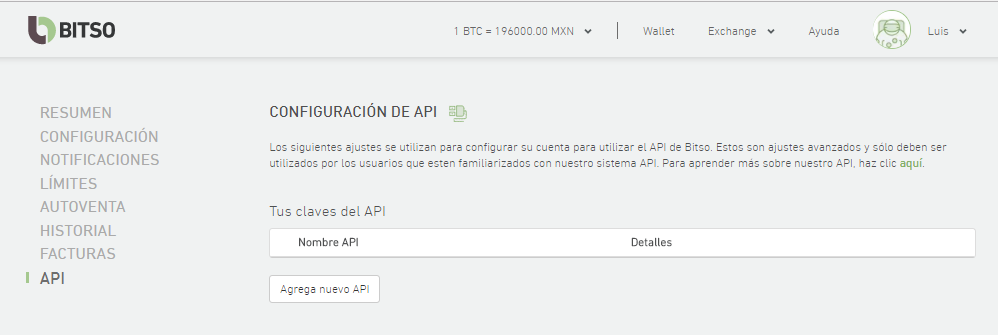 BITSO
1 BTC = 196000.00 MXN
Wallet
Exchange
Ayuda
Luis
RESUMEN
CONFIGURACIÓN
NOTIFICACIONES
LÍMITES
AUTOVENTA
HISTORIAL
FACTURAS
API
CONFIGURACIÓN DE API
Los siguientes ajustes se utilizan para configurar su cuenta para utilizar el API de Bitso. Estos son ajustes avanzados y sólo deben ser
utilizados por los usuarios que esten familiarizados con nuestro sistema API. Para aprender más sobre nuestro API, haz clic aquí.
Tus claves del API
Nombre API
Detalles
Agrega nuevo API